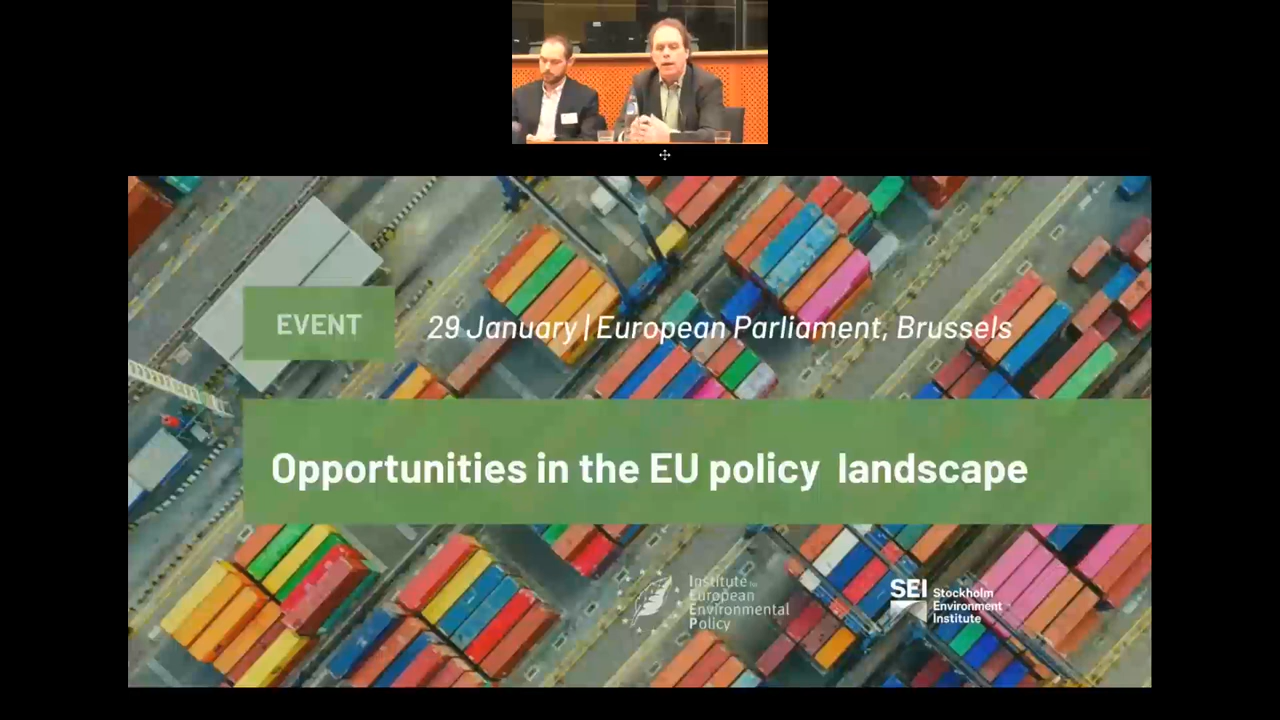 EVENT
29 January | European Parliament, Brussels
Opportunities in the EU policy landscape
Institute for
European
Environmental
Policy
SEI
Stockholm
Environment
Institute